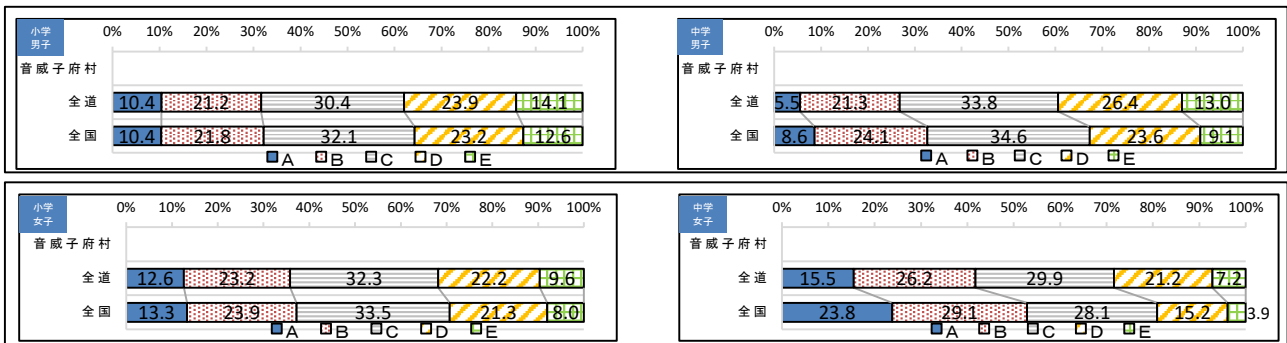 小学
男子
0% 10% 20% 30% 40% 50% 60% 70% 80% 90% 100%
音威子府村
全道 10.4 21.2 30.4 23.9 14.1
全国 10.4 21.8 32.1 23.2 12.6
A B C D E
中学
男子
0% 10% 20% 30% 40% 50% 60% 70% 80% 90% 100%
音威子府村
全道 5.5 21.3 33.8 26.4 13.0
全国 8.6 24.1 34.6 23.6 9.1
A B C D E
小学
女子
0% 10% 20% 30% 40% 50% 60% 70% 80% 90% 100%
音威子府村
全道 12.6 23.2 32.3 22.2 9.6
全国 13.3 23.9 33.5 21.3 8.0
A B C D E
中学
女子
0% 10% 20% 30% 40% 50% 60% 70% 80% 90% 100%
音威子府村
全道 15.5 26.2 29.9 21.2 7.2
全国 23.8 29.1 28.1 15.2 3.9
A B C D E